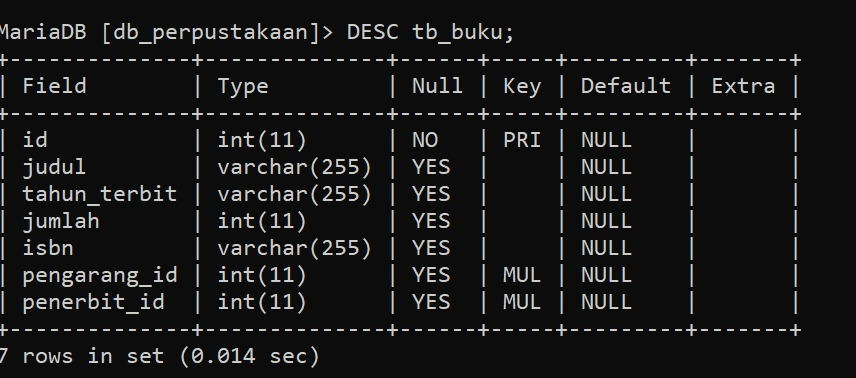 MariaDB [db_perpustakaan]> DESC tb_buku;
+--------------+--------------+------+-----+---------+-------+
| Field        | Type         | Null | Key | Default | Extra |
+--------------+--------------+------+-----+---------+-------+
| id           | int(11)      | NO   | PRI | NULL    |       |
| judul        | varchar(255) | YES  |     | NULL    |       |
| tahun_terbit | varchar(255) | YES  |     | NULL    |       |
| jumlah       | int(11)      | YES  |     | NULL    |       |
| isbn         | varchar(255) | YES  |     | NULL    |       |
| pengarang_id | int(11)      | YES  | MUL | NULL    |       |
| penerbit_id  | int(11)      | YES  | MUL | NULL    |       |
+--------------+--------------+------+-----+---------+-------+
7 rows in set (0.014 sec)